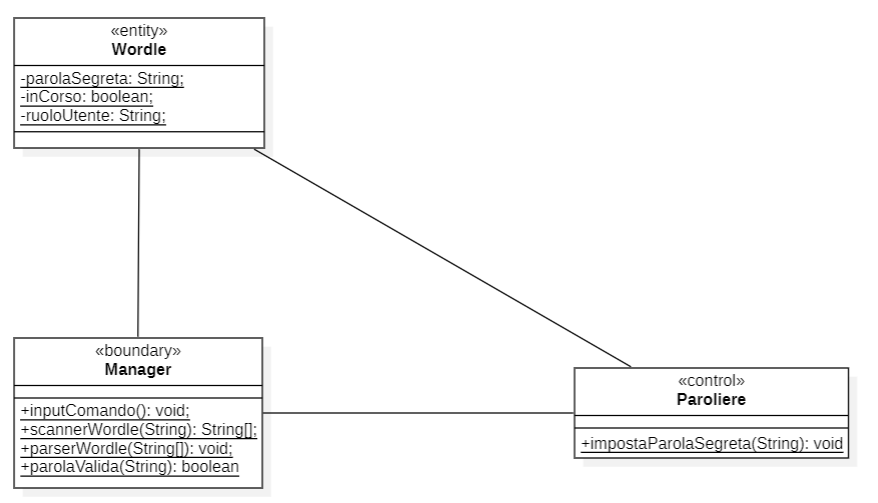 «entity»
Wordle
-parolaSegreta: String;
-inCorso: boolean;
-ruoloUtente: String;
«boundary»
Manager
+inputComando(): void;
+scannerWordle(String): String[];
+parserWordle(String[]): void;
+parolaValida(String): boolean
«control»
Paroliere
+impostaParolaSegreta(String): void